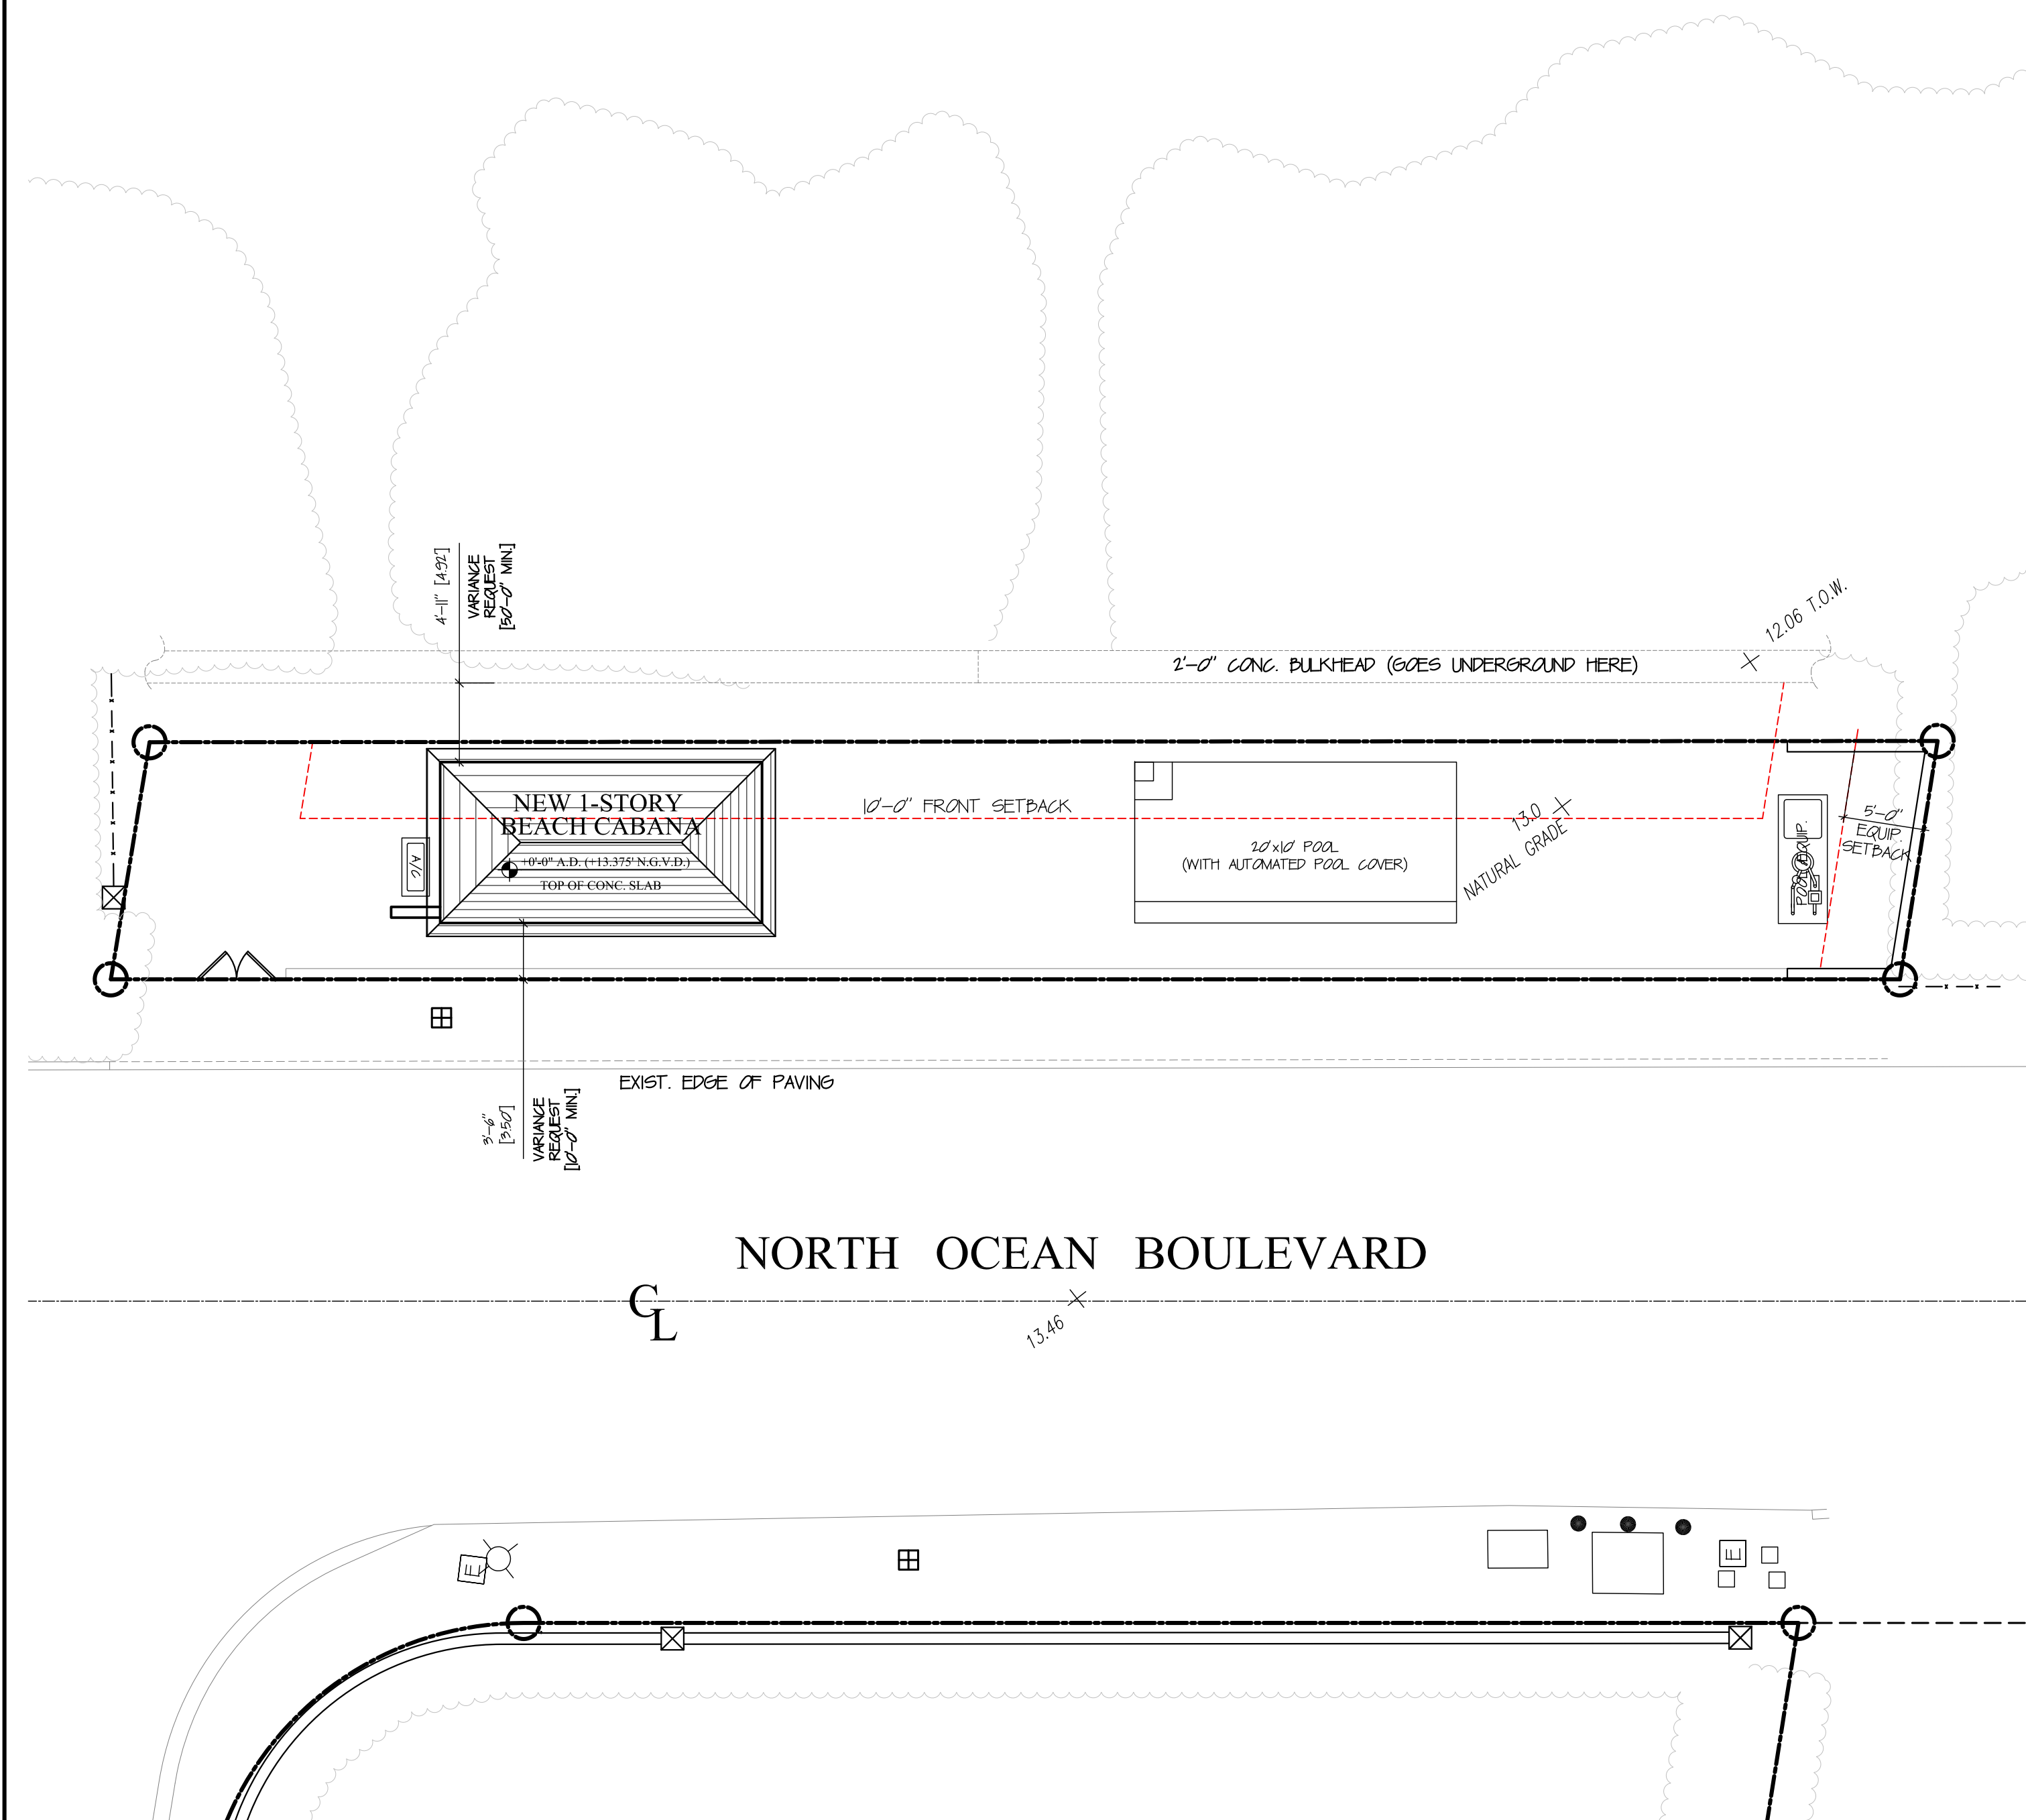 4'-11" [4.92']
VARIANCE
REQUEST
[50'-0" MIN.]
12.06 T.O.W.
2'-0" CONC. BULKHEAD (GOES UNDERGROUND HERE)
NEW 1-STORY
BEACH CABANA
+0'-0" A.D. (+13.375' N.G.V.D.)
TOP OF CONC. SLAB
A/C
10'-0" FRONT SETBACK
20'x10' POOL
(WITH AUTOMATED POOL COVER)
13.0
NATURAL GRADE
POOL EQUIP.
5'-0"
EQUIP.
SETBACK
EXIST. EDGE OF PAVING
3'-6"
[3.50']
VARIANCE
REQUEST
[10'-0" MIN.]
NORTH OCEAN BOULEVARD
CL
13.46
E
E